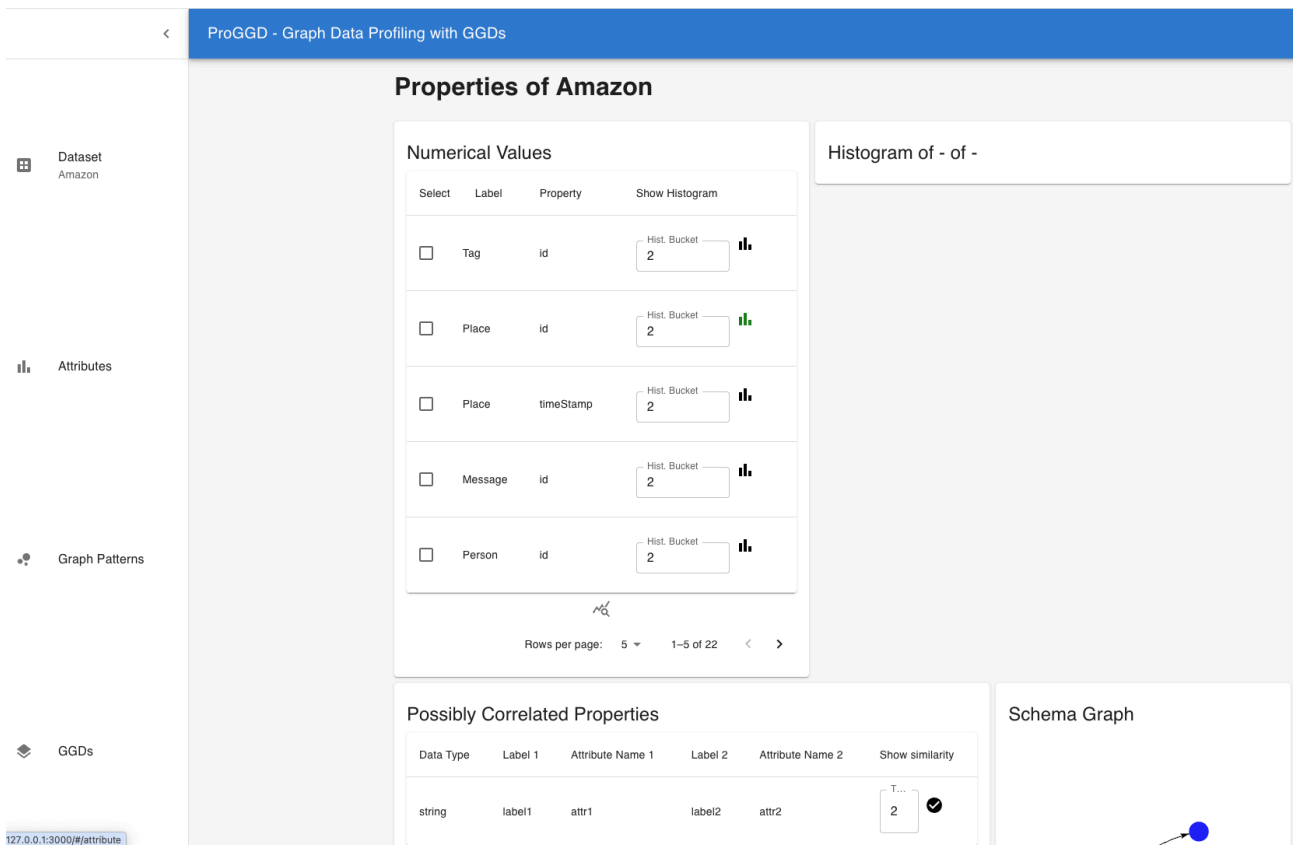 ProGGD - Graph Data Profiling with GGDs
Dataset
Amazon
Attributes
Graph Patterns
GGDs
127.0.0.1:3000/#/attribute
Properties of Amazon
Numerical Values
Select Label Property Show Histogram
Tag id Hist. Bucket 2
Place id Hist. Bucket 2
Place timeStamp Hist. Bucket 2
Message id Hist. Bucket 2
Person id Hist. Bucket 2
Rows per page: 5 1–5 of 22
Histogram of - of -
Possibly Correlated Properties
Data Type Label 1 Attribute Name 1 Label 2 Attribute Name 2 Show similarity
string label1 attr1 label2 attr2 T... 2
Schema Graph